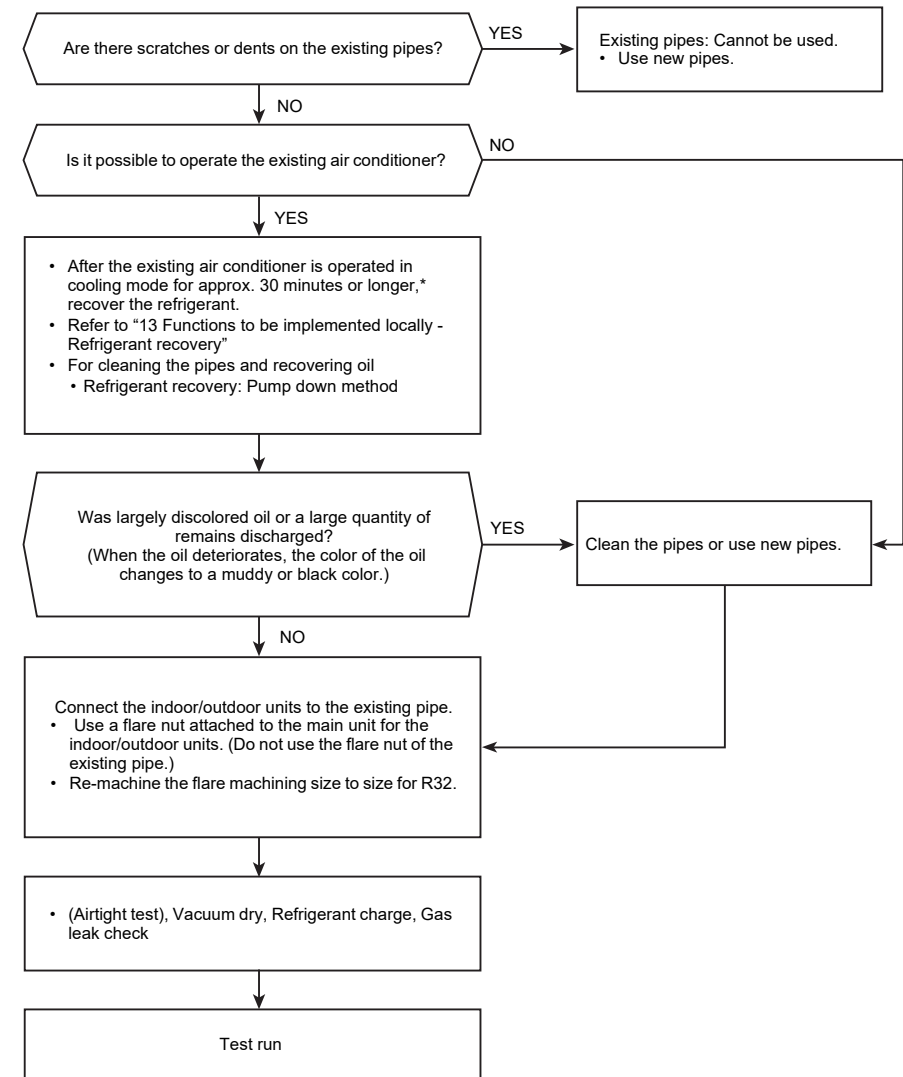 Are there scratches or dents on the existing pipes?
YES
Existing pipes: Cannot be used.
• Use new pipes.
NO
Is it possible to operate the existing air conditioner?
NO
YES
• After the existing air conditioner is operated in
cooling mode for approx. 30 minutes or longer,*
recover the refrigerant.
• Refer to “13 Functions to be implemented locally -
Refrigerant recovery”
• For cleaning the pipes and recovering oil
• Refrigerant recovery: Pump down method
Was largely discolored oil or a large quantity of
remains discharged?
(When the oil deteriorates, the color of the oil
changes to a muddy or black color.)
YES
Clean the pipes or use new pipes.
NO
Connect the indoor/outdoor units to the existing pipe.
• Use a flare nut attached to the main unit for the
indoor/outdoor units. (Do not use the flare nut of the
existing pipe.)
• Re-machine the flare machining size to size for R32.
• (Airtight test), Vacuum dry, Refrigerant charge, Gas
leak check
Test run